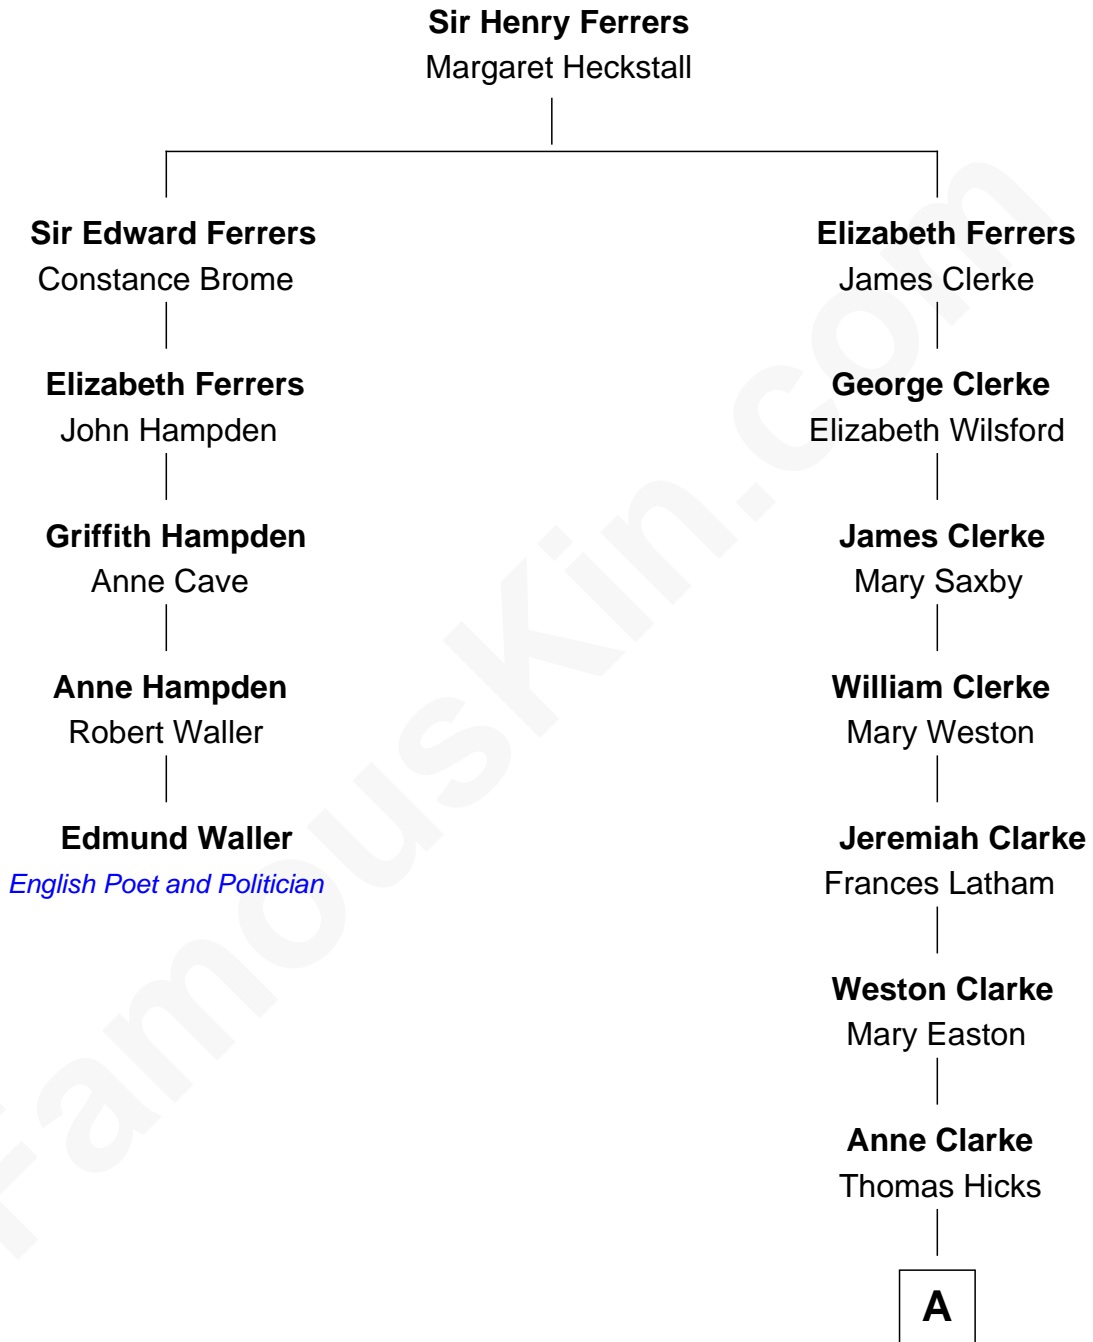 Sir Henry Ferrers
Margaret Heckstall
Sir Edward Ferrers
Constance Brome
Elizabeth Ferrers
John Hampden
Griffith Hampden
Anne Cave
Anne Hampden
Robert Waller
Edmund Waller
English Poet and Politician
Elizabeth Ferrers
James Clerke
George Clerke
Elizabeth Wilsford
James Clerke
Mary Saxby
William Clerke
Mary Weston
Jeremiah Clarke
Frances Latham
Weston Clarke
Mary Easton
Anne Clarke
Thomas Hicks
A
FamousKin.com